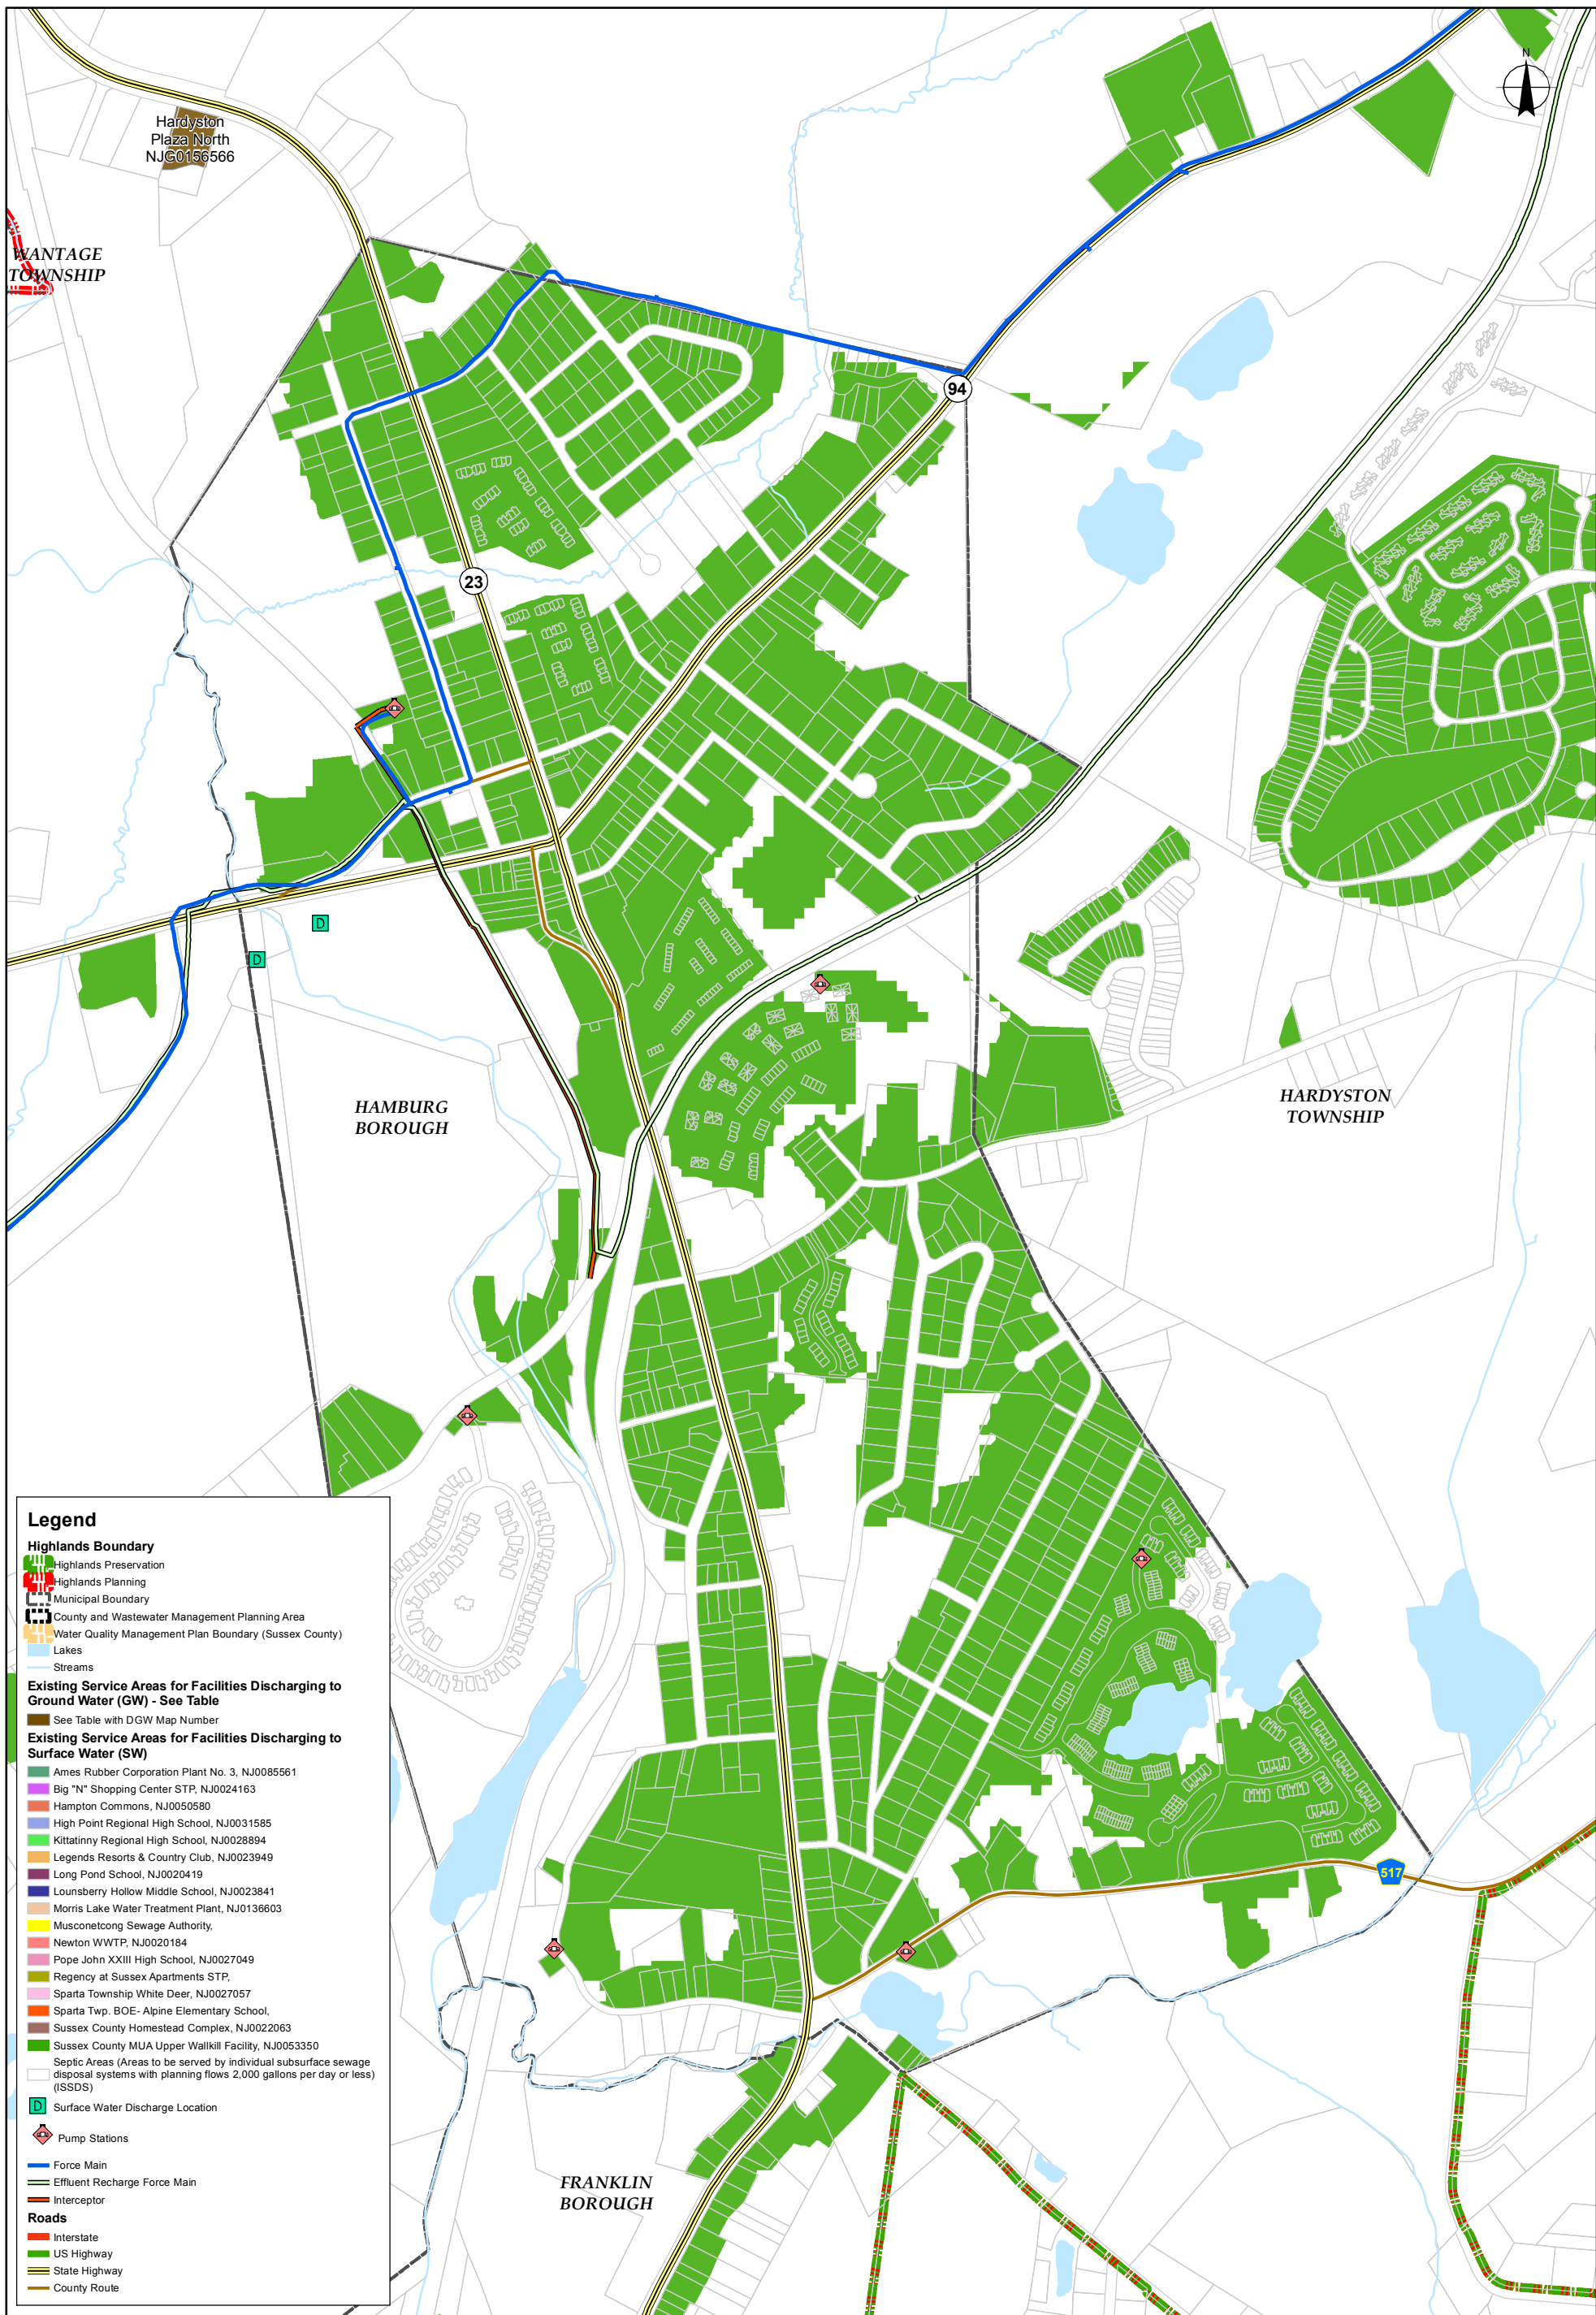 N
Hardyston
Plaza North
NJG0156566
WANTAGE
TOWNSHIP
94
23
D
D
HAMBURG
BOROUGH
HARDYSTON
TOWNSHIP
517
FRANKLIN
BOROUGH
Legend
Highlands Boundary
Highlands Preservation
Highlands Planning
Municipal Boundary
County and Wastewater Management Planning Area
Water Quality Management Plan Boundary (Sussex County)
Lakes
Streams
Existing Service Areas for Facilities Discharging to
Ground Water (GW) - See Table
See Table with DGW Map Number
Existing Service Areas for Facilities Discharging to
Surface Water (SW)
Ames Rubber Corporation Plant No. 3, NJ0085561
Big "N" Shopping Center STP, NJ0024163
Hampton Commons, NJ0050580
High Point Regional High School, NJ0031585
Kittatinny Regional High School, NJ0028894
Legends Resorts & Country Club, NJ0023949
Long Pond School, NJ0020419
Lounsberry Hollow Middle School, NJ0023841
Morris Lake Water Treatment Plant, NJ0136603
Musconetcong Sewage Authority,
Newton WWTP, NJ0020184
Pope John XXIII High School, NJ0027049
Regency at Sussex Apartments STP,
Sparta Township White Deer, NJ0027057
Sparta Twp. BOE- Alpine Elementary School,
Sussex County Homestead Complex, NJ0022063
Sussex County MUA Upper Wallkill Facility, NJ0053350
Septic Areas (Areas to be served by individual subsurface sewage
disposal systems with planning flows 2,000 gallons per day or less)
(ISSDS)
D Surface Water Discharge Location
Pump Stations
Force Main
Effluent Recharge Force Main
Interceptor
Roads
Interstate
US Highway
State Highway
County Route